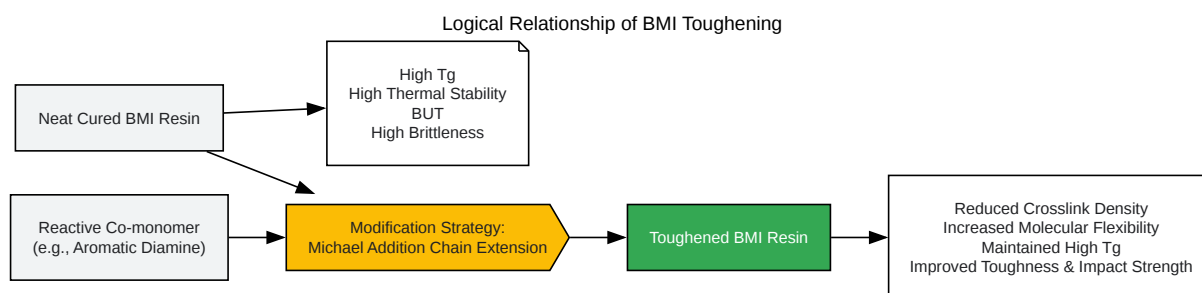 Logical Relationship of BMI Toughening
Neat Cured BMI Resin
High Tg
High Thermal Stability
BUT
High Brittleness
Reactive Co-monomer
(e.g., Aromatic Diamine)
Modification Strategy:
Michael Addition Chain Extension
Toughened BMI Resin
Reduced Crosslink Density
Increased Molecular Flexibility
Maintained High Tg
Improved Toughness & Impact Strength